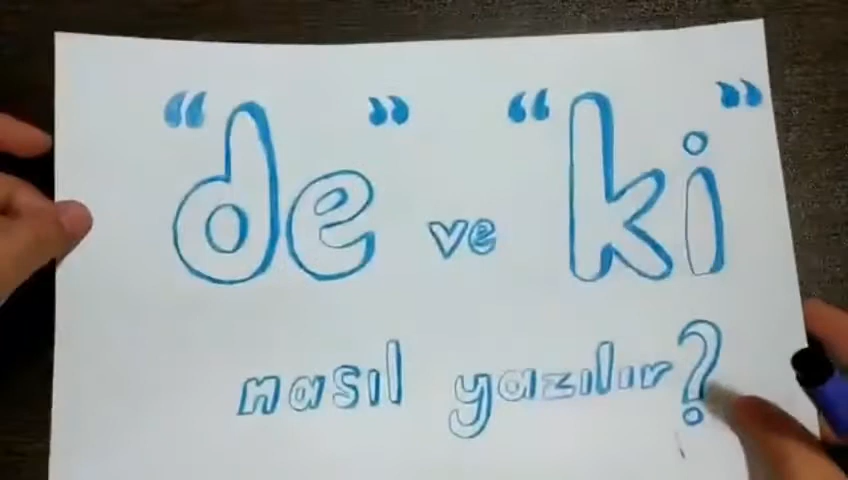 “de” ve “ki”
nasıl yazılır?